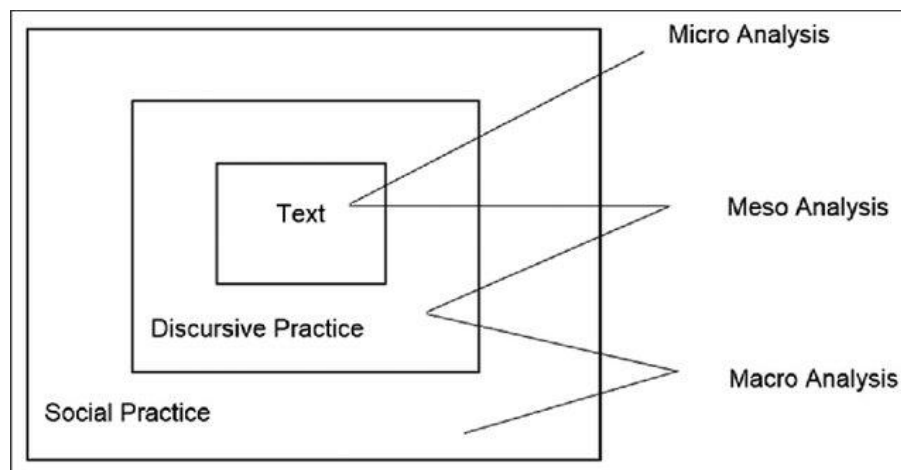 Micro Analysis
Text
Meso Analysis
Discursive Practice
Macro Analysis
Social Practice